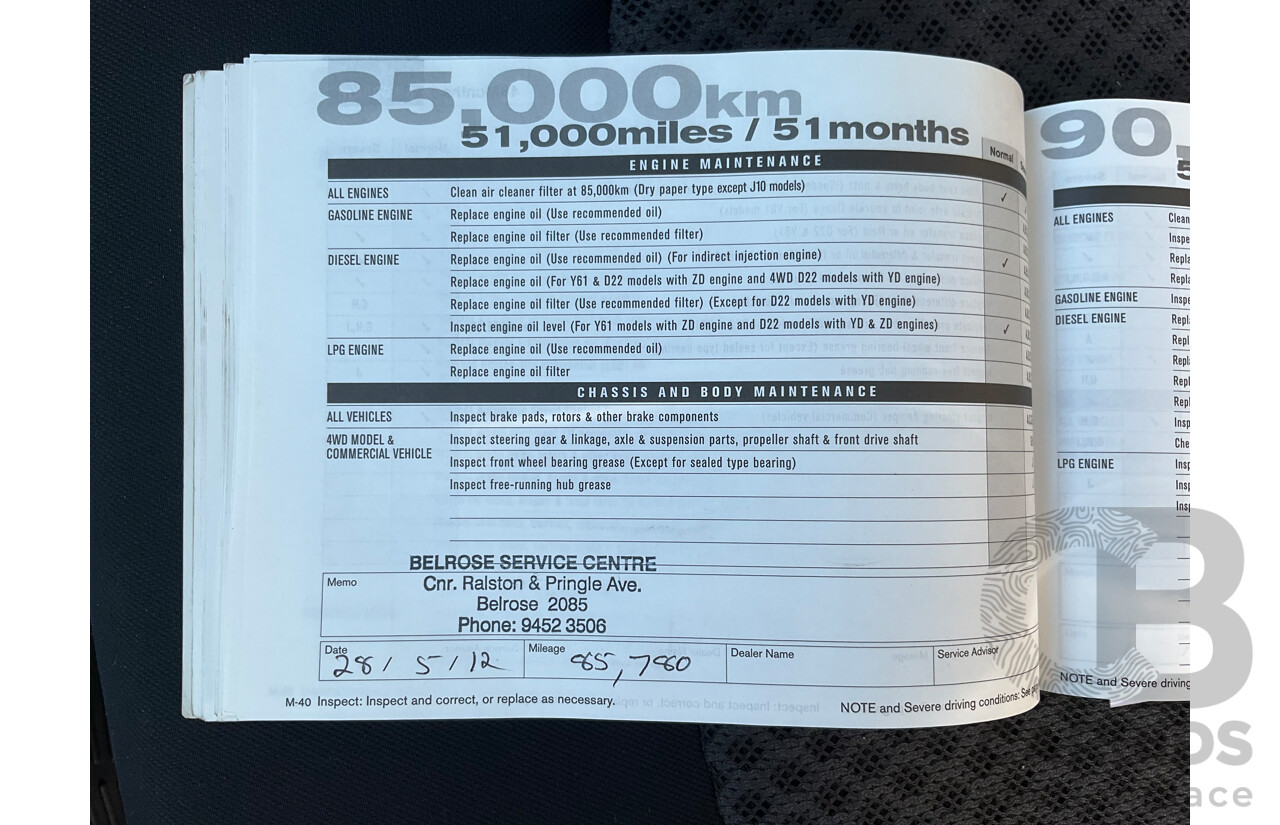 85,000km
51,000miles / 51months
Normal
ENGINE MAINTENANCE
ALL ENGINES Clean air cleaner filter at 85,000km (Dry paper type except J10 models) ✓
GASOLINE ENGINE Replace engine oil (Use recommended oil)
Replace engine oil filter (Use recommended filter)
DIESEL ENGINE Replace engine oil (Use recommended oil) (For indirect injection engine) ✓
Replace engine oil (For Y61 & D22 models with ZD engine and 4WD D22 models with YD engine)
Replace engine oil filter (Use recommended filter) (Except for D22 models with YD engine)
Inspect engine oil level (For Y61 models with ZD engine and D22 models with YD & ZD engines) ✓
LPG ENGINE Replace engine oil (Use recommended oil)
Replace engine oil filter
CHASSIS AND BODY MAINTENANCE
ALL VEHICLES Inspect brake pads, rotors & other brake components
4WD MODEL & Inspect steering gear & linkage, axle & suspension parts, propeller shaft & front drive shaft
COMMERCIAL VEHICLE
Inspect front wheel bearing grease (Except for sealed type bearing)
Inspect free-running hub grease
BELROSE SERVICE CENTRE
Memo Cnr. Ralston & Pringle Ave.
Belrose 2085
Phone: 9452 3506
Date 28/5/12 Mileage 85,780 Dealer Name Service Advisor
M-40 Inspect: Inspect and correct, or replace as necessary. NOTE and Severe driving conditions: See
90,
ALL ENGINES
GASOLINE ENGINE
DIESEL ENGINE
LPG ENGINE
NOTE and Severe driving